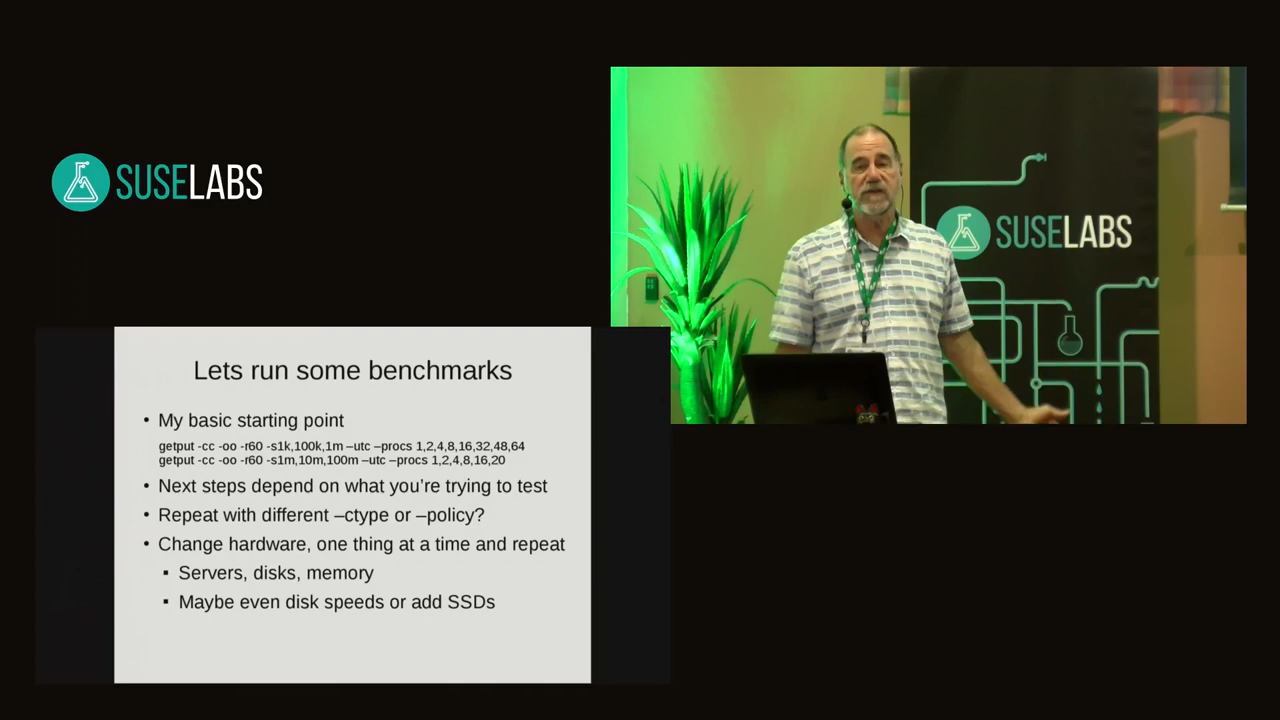 SUSELABS
SUSELABS
Lets run some benchmarks
• My basic starting point
getput -cc -oo -r60 -s1k,100k,1m –utc –procs 1,2,4,8,16,32,48,64
getput -cc -oo -r60 -s1m,10m,100m –utc –procs 1,2,4,8,16,20
• Next steps depend on what you’re trying to test
• Repeat with different –ctype or –policy?
• Change hardware, one thing at a time and repeat
▪ Servers, disks, memory
▪ Maybe even disk speeds or add SSDs